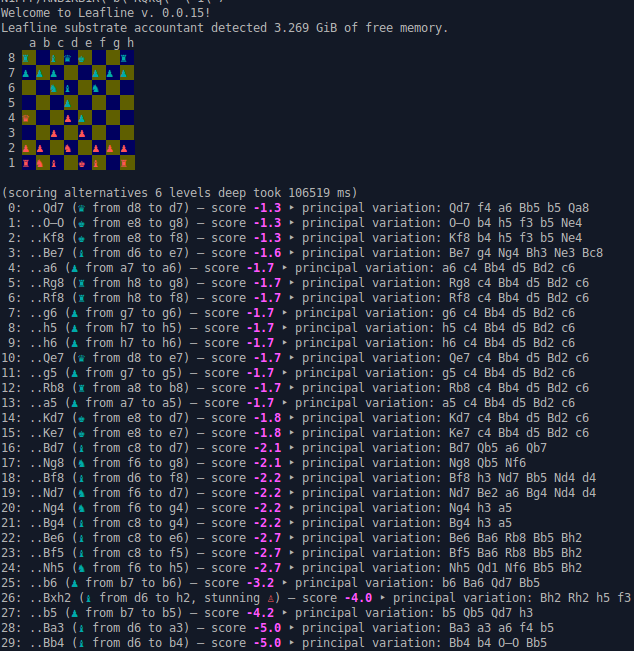 Welcome to Leafline v. 0.0.15!
Leafline substrate accountant detected 3.269 GiB of free memory.
a b c d e f g h
8 ♜ ♝ ♛ ♚ ♜
7 ♟ ♟ ♟ ♟ ♟ ♟
6 ♞ ♝ ♞
5 ♟
4 ♛ ♟ ♟
3 ♟ ♟
2 ♟ ♟ ♞ ♟ ♟ ♟
1 ♜ ♞ ♝ ♚ ♝ ♜
(scoring alternatives 6 levels deep took 106519 ms)
0: ..Qd7 (♛ from d8 to d7) — score -1.3 ‣ principal variation: Qd7 f4 a6 Bb5 b5 Qa8
1: ..O—O (♚ from e8 to g8) — score -1.3 ‣ principal variation: O—O b4 h5 f3 b5 Ne4
2: ..Kf8 (♚ from e8 to f8) — score -1.3 ‣ principal variation: Kf8 b4 h5 f3 b5 Ne4
3: ..Be7 (♝ from d6 to e7) — score -1.6 ‣ principal variation: Be7 g4 Ng4 Bh3 Ne3 Bc8
4: ..a6 (♟ from a7 to a6) — score -1.7 ‣ principal variation: a6 c4 Bb4 d5 Bd2 c6
5: ..Rg8 (♜ from h8 to g8) — score -1.7 ‣ principal variation: Rg8 c4 Bb4 d5 Bd2 c6
6: ..Rf8 (♜ from h8 to f8) — score -1.7 ‣ principal variation: Rf8 c4 Bb4 d5 Bd2 c6
7: ..g6 (♟ from g7 to g6) — score -1.7 ‣ principal variation: g6 c4 Bb4 d5 Bd2 c6
8: ..h5 (♟ from h7 to h5) — score -1.7 ‣ principal variation: h5 c4 Bb4 d5 Bd2 c6
9: ..h6 (♟ from h7 to h6) — score -1.7 ‣ principal variation: h6 c4 Bb4 d5 Bd2 c6
10: ..Qe7 (♛ from d8 to e7) — score -1.7 ‣ principal variation: Qe7 c4 Bb4 d5 Bd2 c6
11: ..g5 (♟ from g7 to g5) — score -1.7 ‣ principal variation: g5 c4 Bb4 d5 Bd2 c6
12: ..Rb8 (♜ from a8 to b8) — score -1.7 ‣ principal variation: Rb8 c4 Bb4 d5 Bd2 c6
13: ..a5 (♟ from a7 to a5) — score -1.7 ‣ principal variation: a5 c4 Bb4 d5 Bd2 c6
14: ..Kd7 (♚ from e8 to d7) — score -1.8 ‣ principal variation: Kd7 c4 Bb4 d5 Bd2 c6
15: ..Ke7 (♚ from e8 to e7) — score -1.8 ‣ principal variation: Ke7 c4 Bb4 d5 Bd2 c6
16: ..Bd7 (♝ from c8 to d7) — score -2.1 ‣ principal variation: Bd7 Qb5 a6 Qb7
17: ..Ng8 (♞ from f6 to g8) — score -2.1 ‣ principal variation: Ng8 Qb5 Nf6
18: ..Bf8 (♝ from d6 to f8) — score -2.2 ‣ principal variation: Bf8 h3 Nd7 Bb5 Nd4 d4
19: ..Nd7 (♞ from f6 to d7) — score -2.2 ‣ principal variation: Nd7 Be2 a6 Bg4 Nd4 d4
20: ..Ng4 (♞ from f6 to g4) — score -2.2 ‣ principal variation: Ng4 h3 a5
21: ..Bg4 (♝ from c8 to g4) — score -2.2 ‣ principal variation: Bg4 h3 a5
22: ..Be6 (♝ from c8 to e6) — score -2.7 ‣ principal variation: Be6 Ba6 Rb8 Bb5 Bh2
23: ..Bf5 (♝ from c8 to f5) — score -2.7 ‣ principal variation: Bf5 Ba6 Rb8 Bb5 Bh2
24: ..Nh5 (♞ from f6 to h5) — score -2.7 ‣ principal variation: Nh5 Qd1 Nf6 Bb5 Bh2
25: ..b6 (♟ from b7 to b6) — score -3.2 ‣ principal variation: b6 Ba6 Qd7 Bb5
26: ..Bxh2 (♝ from d6 to h2, stunning ♙) — score -4.0 ‣ principal variation: Bh2 Rh2 h5 f3
27: ..b5 (♟ from b7 to b5) — score -4.2 ‣ principal variation: b5 Qb5 Qd7 h3
28: ..Ba3 (♝ from d6 to a3) — score -5.0 ‣ principal variation: Ba3 a3 a6 f4 b5
29: ..Bb4 (♝ from d6 to b4) — score -5.0 ‣ principal variation: Bb4 b4 O—O Bb5